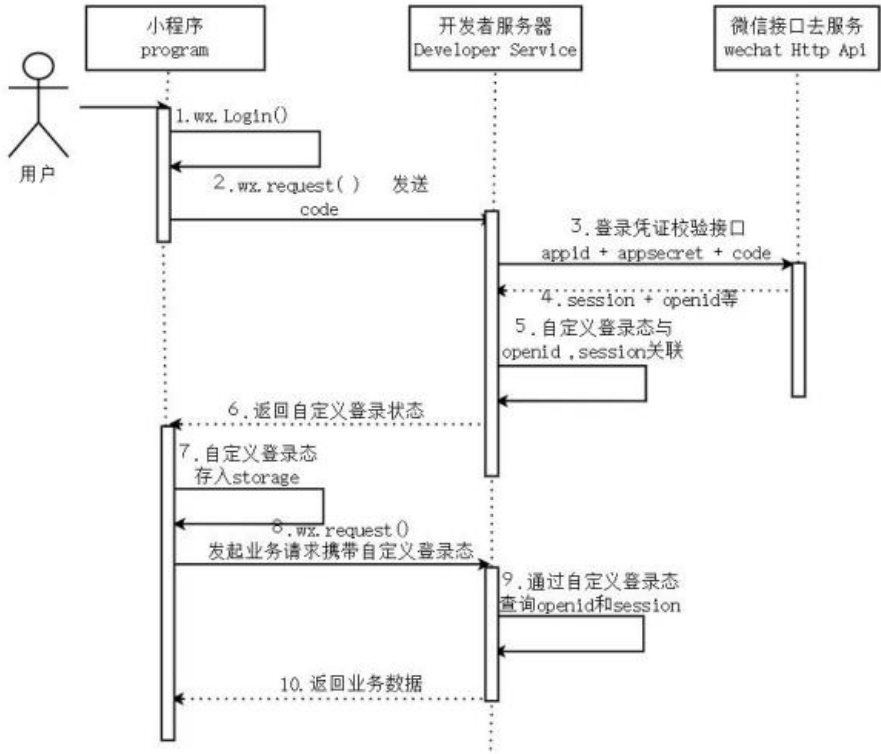 小程序
program
开发者服务器
Developer Service
微信接口去服务
wechat Http Api
用户
1.wx.Login()
2.wx.request( ) 发送
code
3.登录凭证校验接口
appid + appsecret + code
4.session + openid等
5.自定义登录态与
openid ,session关联
6.返回自定义登录状态
7.自定义登录态
存入storage
8.wx.request()
发起业务请求携带自定义登录态
9.通过自定义登录态
查询openid和session
10.返回业务数据